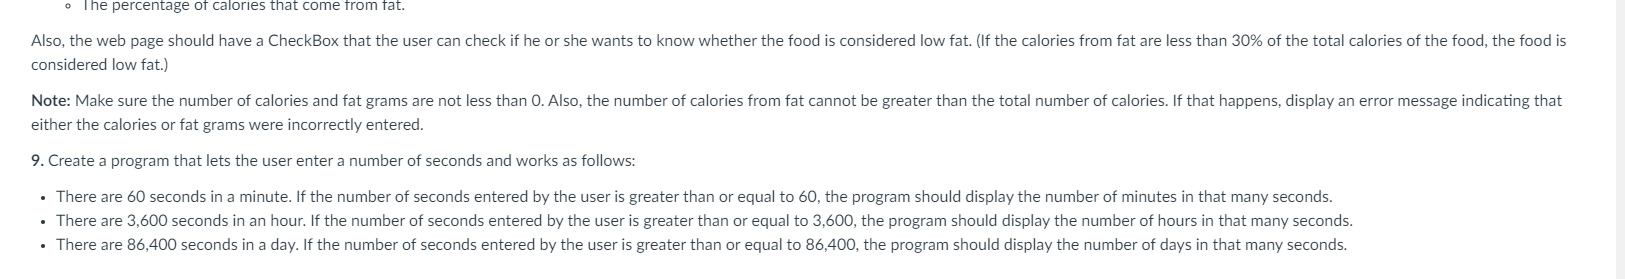 The percentage of calories that come from fat.
Also, the web page should have a CheckBox that the user can check if he or she wants to know whether the food is considered low fat. (If the calories from fat are less than 30% of the total calories of the food, the food is
considered low fat.)
Note: Make sure the number of calories and fat grams are not less than 0. Also, the number of calories from fat cannot be greater than the total number of calories. If that happens, display an error message indicating that
either the calories or fat grams were incorrectly entered.
9. Create a program that lets the user enter a number of seconds and works as follows:
• There are 60 seconds in a minute. If the number of seconds entered by the user is greater than or equal to 60, the program should display the number of minutes in that many seconds.
• There are 3,600 seconds in an hour. If the number of seconds entered by the user is greater than or equal to 3,600, the program should display the number of hours in that many seconds.
• There are 86,400 seconds in a day. If the number of seconds entered by the user is greater than or equal to 86,400, the program should display the number of days in that many seconds.